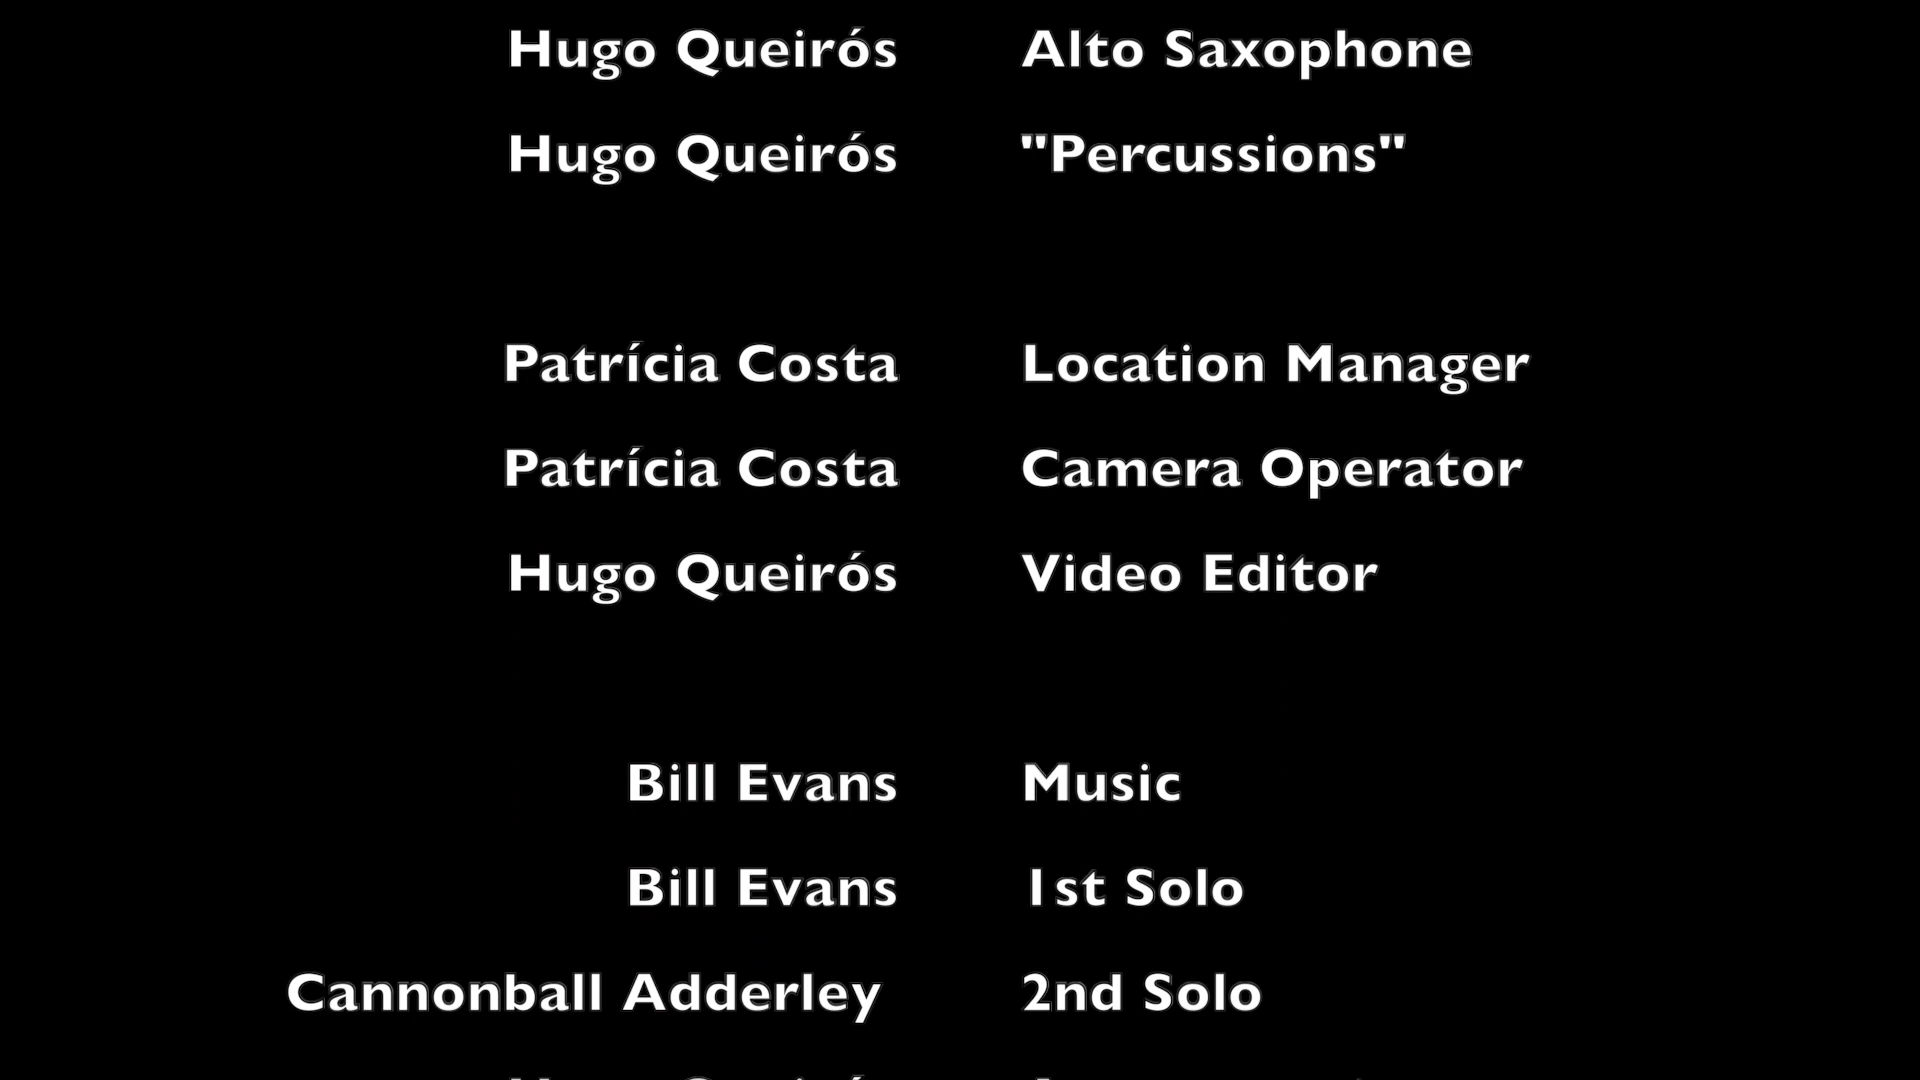 Hugo Queirós Alto Saxophone
Hugo Queirós "Percussions"
Patrícia Costa Location Manager
Patrícia Costa Camera Operator
Hugo Queirós Video Editor
Bill Evans Music
Bill Evans 1st Solo
Cannonball Adderley 2nd Solo